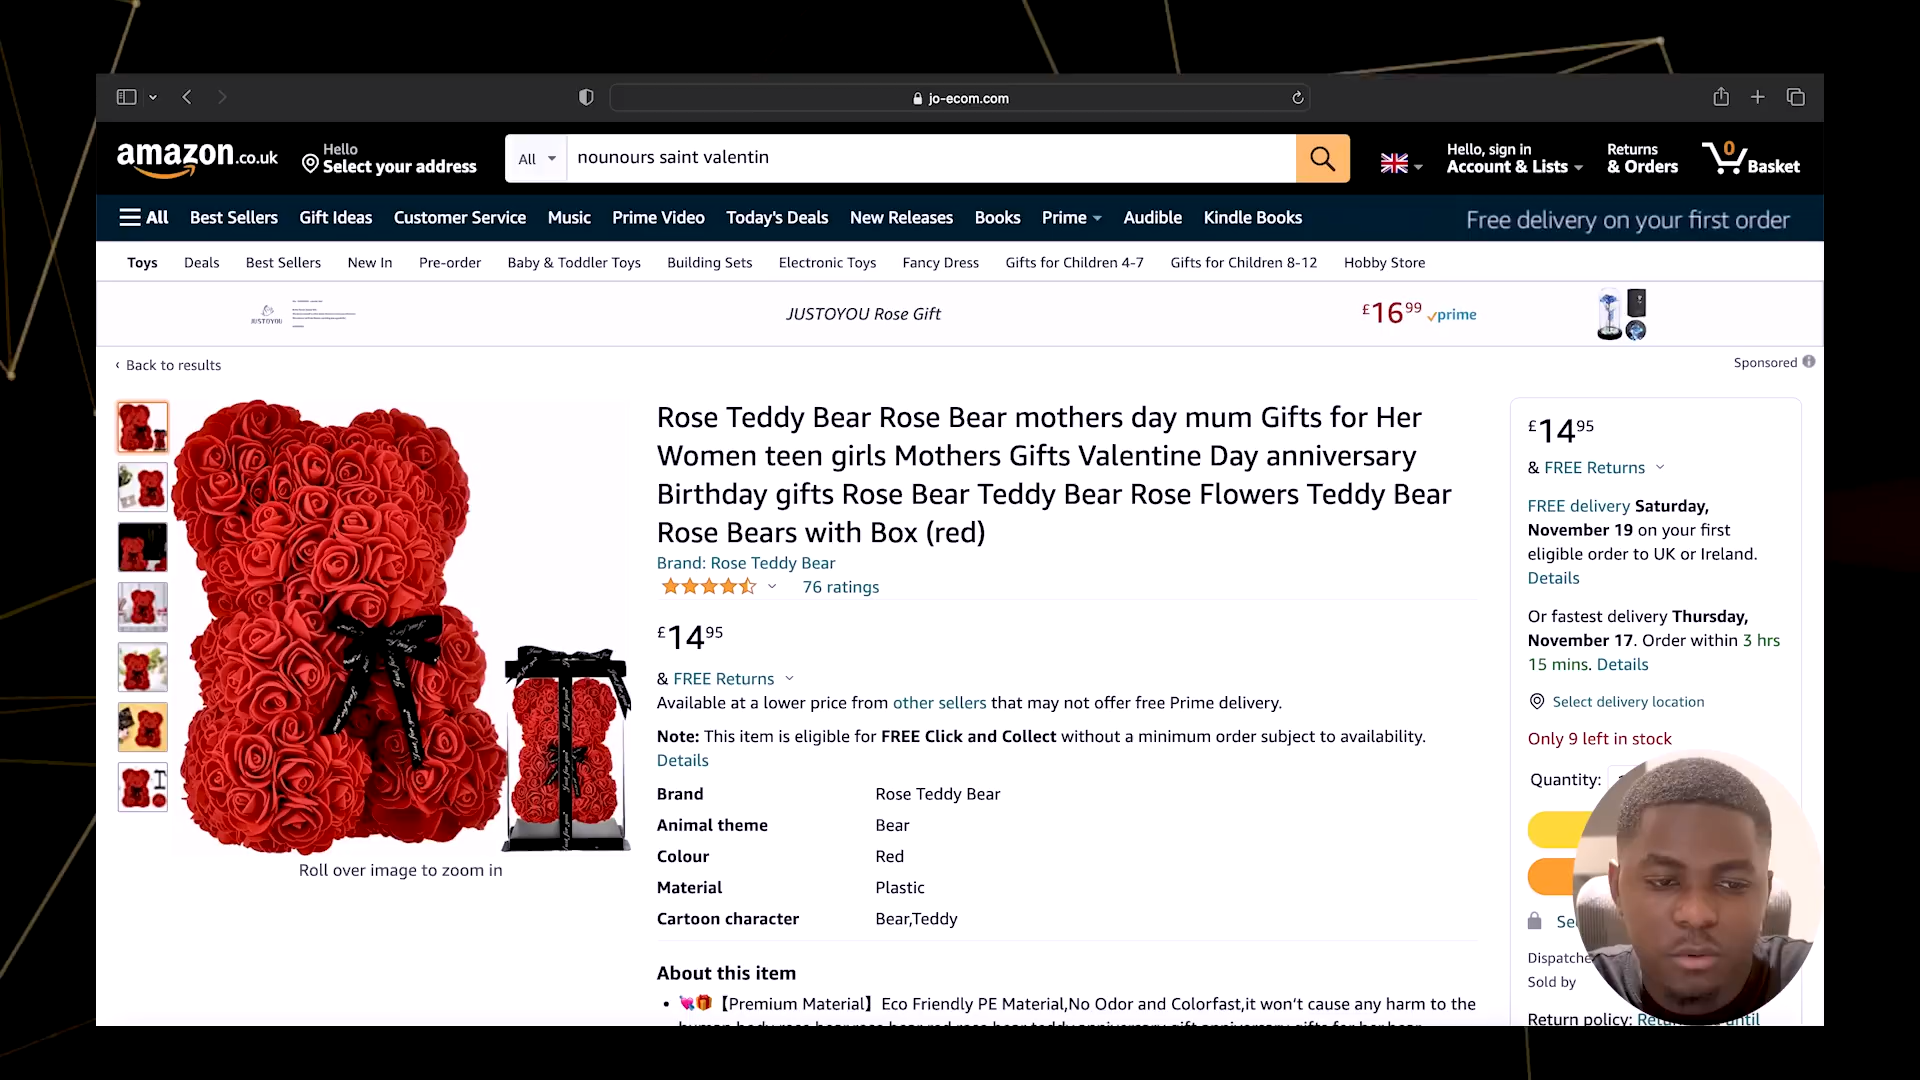 jo-ecom.com
amazon.co.uk
Hello
Select your address
All
nounours saint valentin
Hello, sign in
Account & Lists
Returns
& Orders
0
Basket
All
Best Sellers
Gift Ideas
Customer Service
Music
Prime Video
Today's Deals
New Releases
Books
Prime
Audible
Kindle Books
Free delivery on your first order
Toys
Deals
Best Sellers
New In
Pre-order
Baby & Toddler Toys
Building Sets
Electronic Toys
Fancy Dress
Gifts for Children 4-7
Gifts for Children 8-12
Hobby Store
JUSTOYOU
JUSTOYOU Rose Gift
£16⁹⁹ prime
‹ Back to results
Sponsored
Rose Teddy Bear Rose Bear mothers day mum Gifts for Her
Women teen girls Mothers Gifts Valentine Day anniversary
Birthday gifts Rose Bear Teddy Bear Rose Flowers Teddy Bear
Rose Bears with Box (red)
Brand: Rose Teddy Bear
76 ratings
£14⁹⁵
& FREE Returns
Available at a lower price from other sellers that may not offer free Prime delivery.
Note: This item is eligible for FREE Click and Collect without a minimum order subject to availability.
Details
Brand Rose Teddy Bear
Animal theme Bear
Colour Red
Material Plastic
Cartoon character Bear,Teddy
About this item
• 💘🎁【Premium Material】Eco Friendly PE Material,No Odor and Colorfast,it won't cause any harm to the
Roll over image to zoom in
£14⁹⁵
& FREE Returns
FREE delivery Saturday,
November 19 on your first
eligible order to UK or Ireland.
Details
Or fastest delivery Thursday,
November 17. Order within 3 hrs
15 mins. Details
Select delivery location
Only 9 left in stock
Quantity:
Dispatche
Sold by
Return policy: